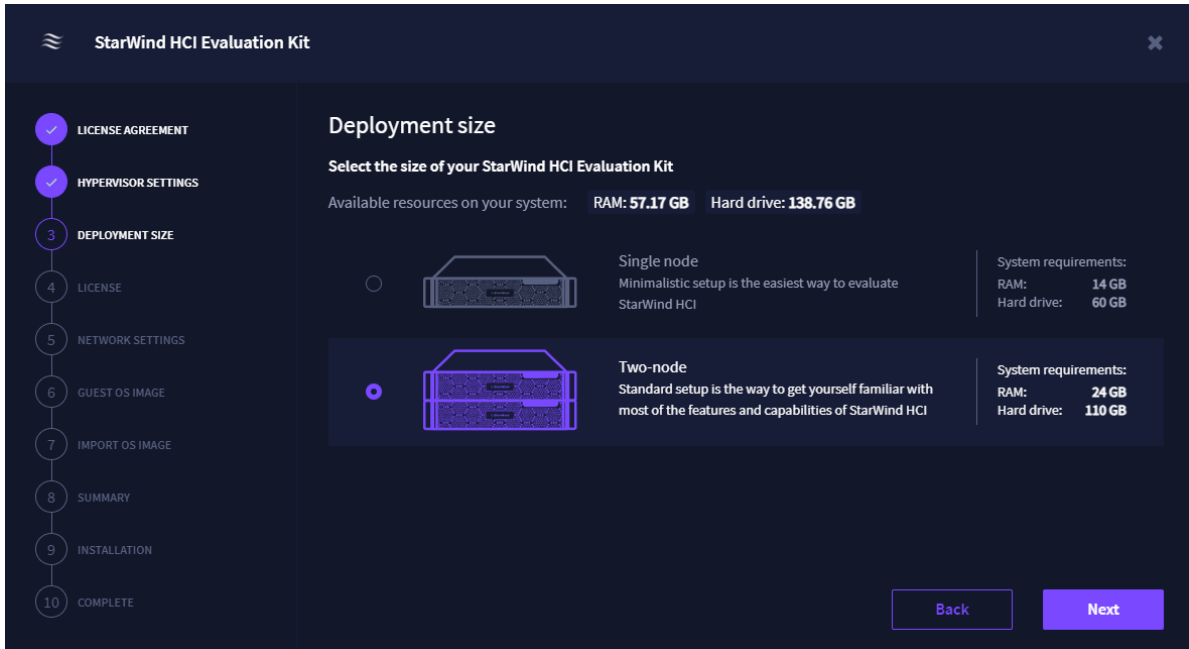 StarWind HCI Evaluation Kit
LICENSE AGREEMENT
HYPERVISOR SETTINGS
3 DEPLOYMENT SIZE
4 LICENSE
5 NETWORK SETTINGS
6 GUEST OS IMAGE
7 IMPORT OS IMAGE
8 SUMMARY
9 INSTALLATION
10 COMPLETE
Deployment size
Select the size of your StarWind HCI Evaluation Kit
Available resources on your system: RAM: 57.17 GB Hard drive: 138.76 GB
Single node
Minimalistic setup is the easiest way to evaluate
StarWind HCI
System requirements:
RAM: 14 GB
Hard drive: 60 GB
Two-node
Standard setup is the way to get yourself familiar with
most of the features and capabilities of StarWind HCI
System requirements:
RAM: 24 GB
Hard drive: 110 GB
Back Next